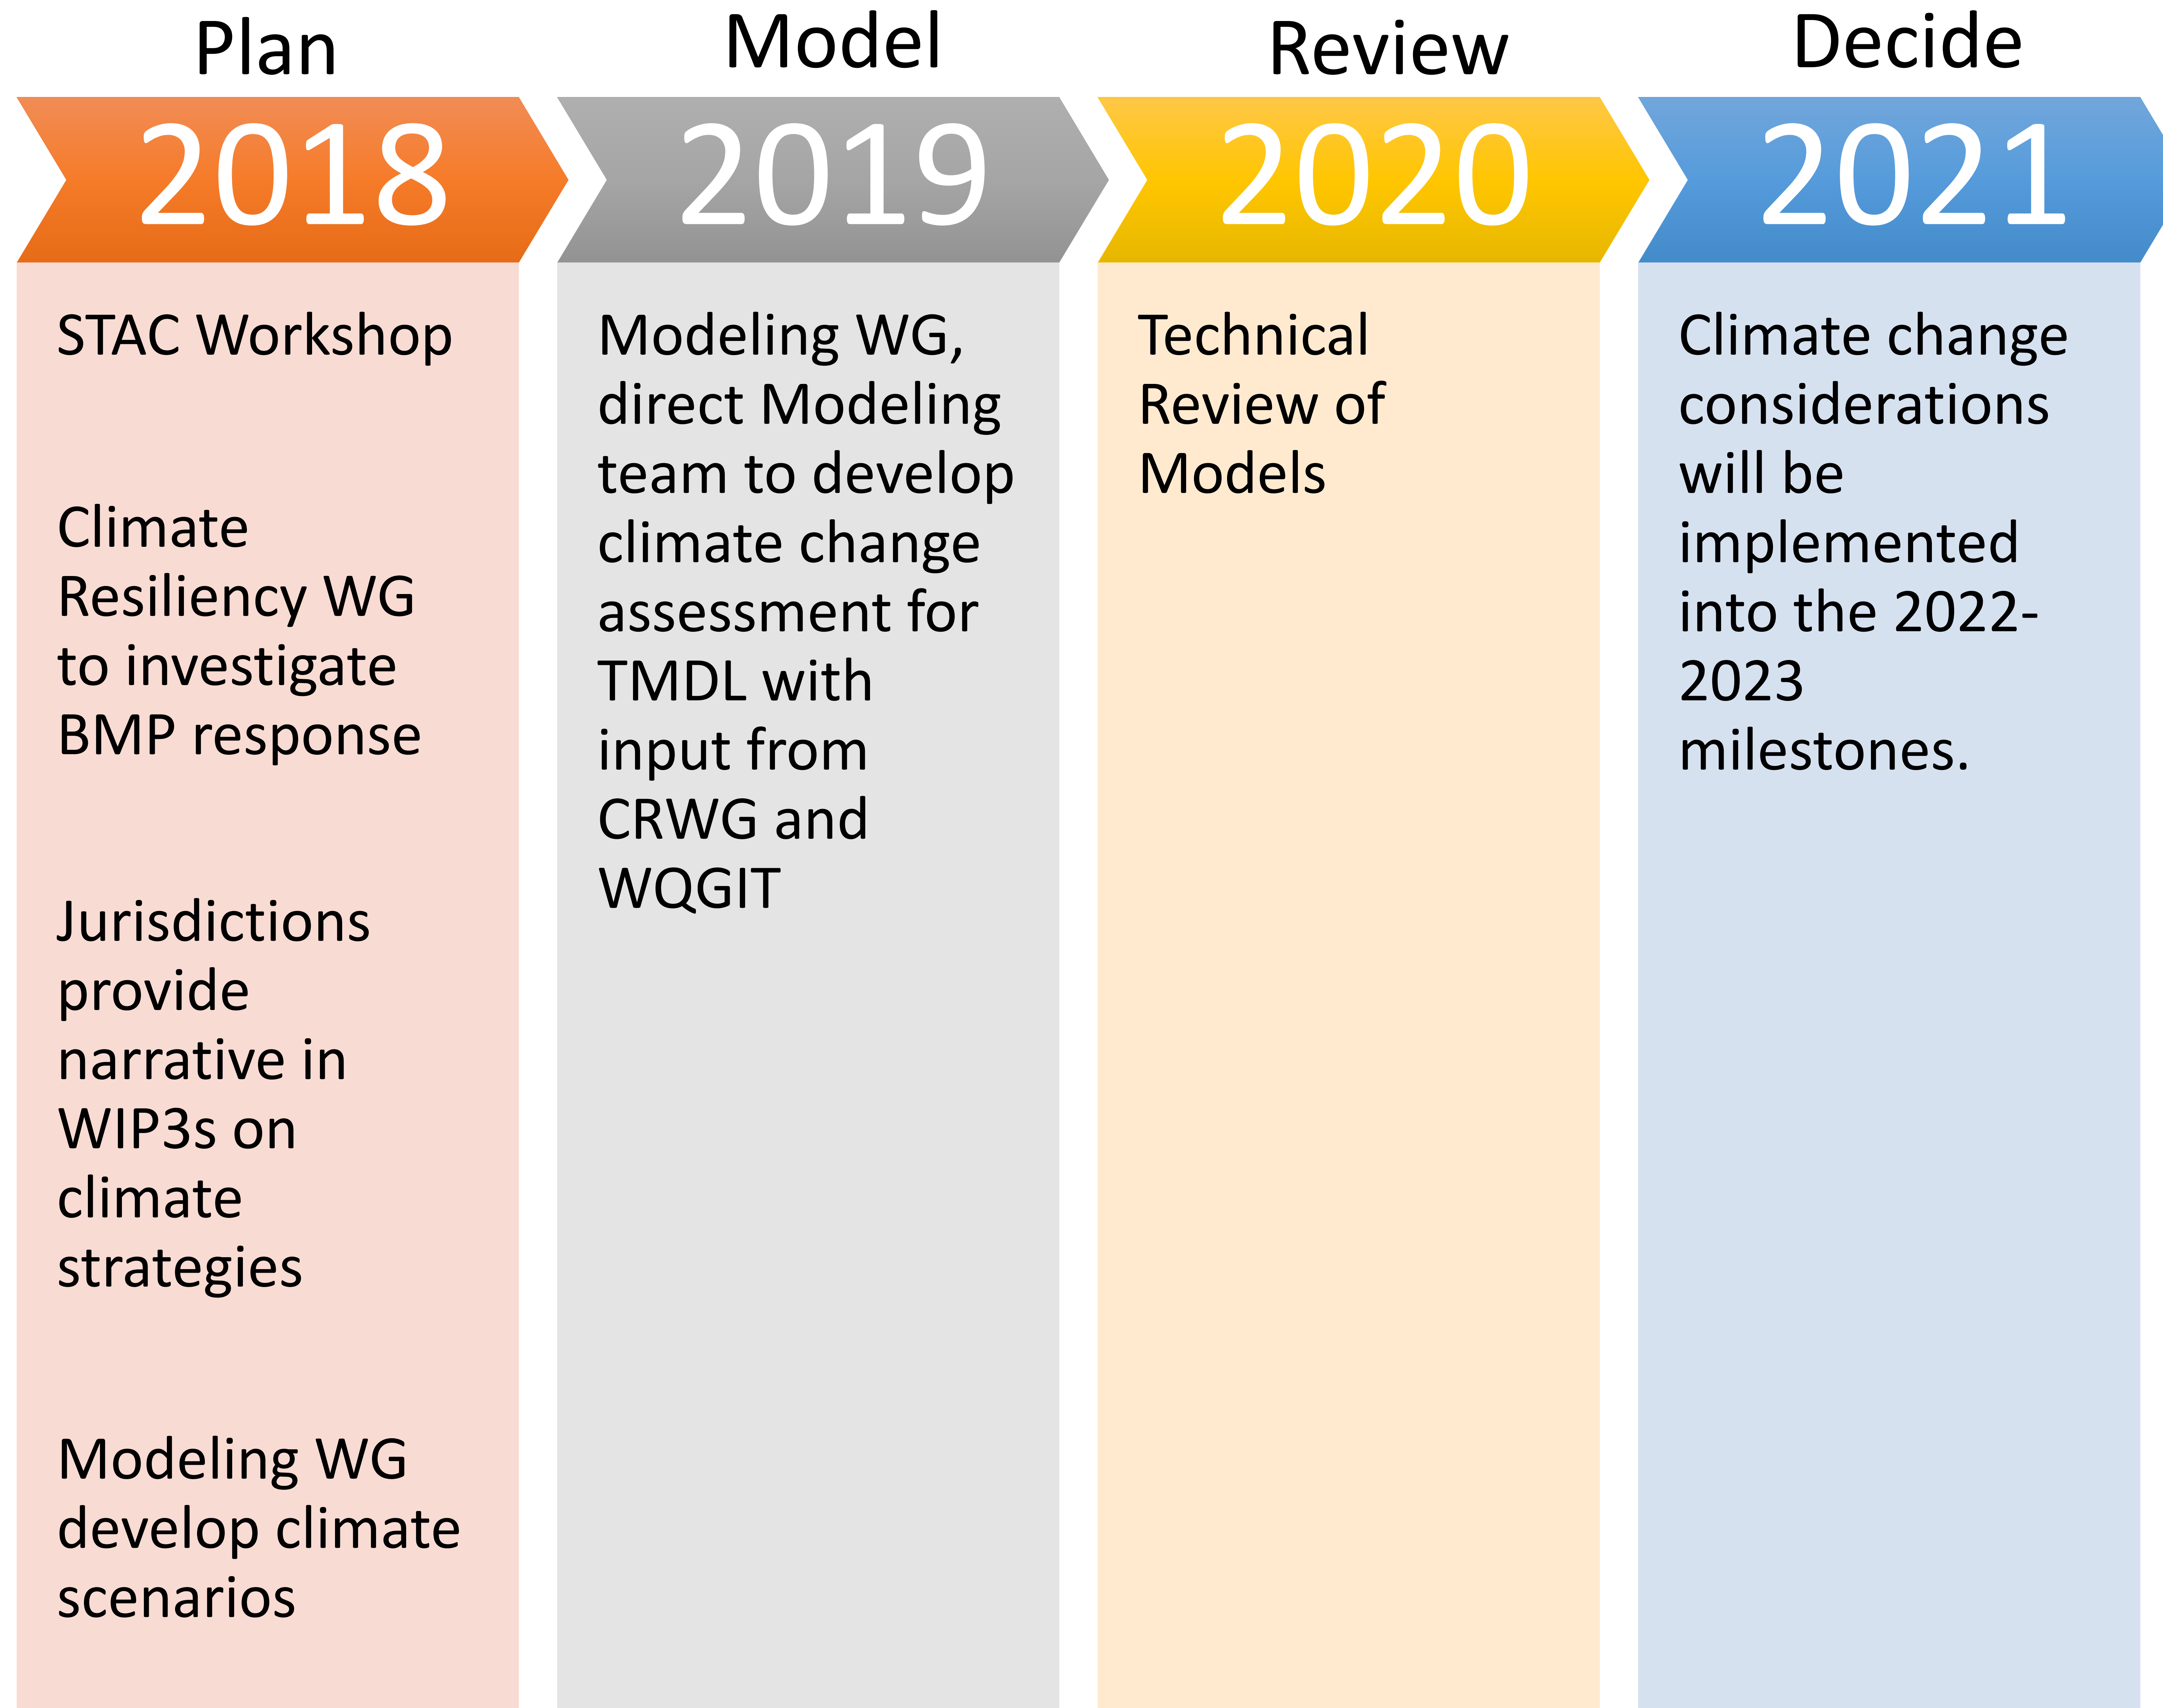 Plan
2018
STAC Workshop
Climate
Resiliency WG
to investigate
BMP response
Jurisdictions
provide
narrative in
WIP3s on
climate
strategies
Modeling WG
develop climate
scenarios
Model
2019
Modeling WG,
direct Modeling
team to develop
climate change
assessment for
TMDL with
input from
CRWG and
WQGIT
Review
2020
Technical
Review of
Models
Decide
2021
Climate change
considerations
will be
implemented
into the 2022-
2023
milestones.